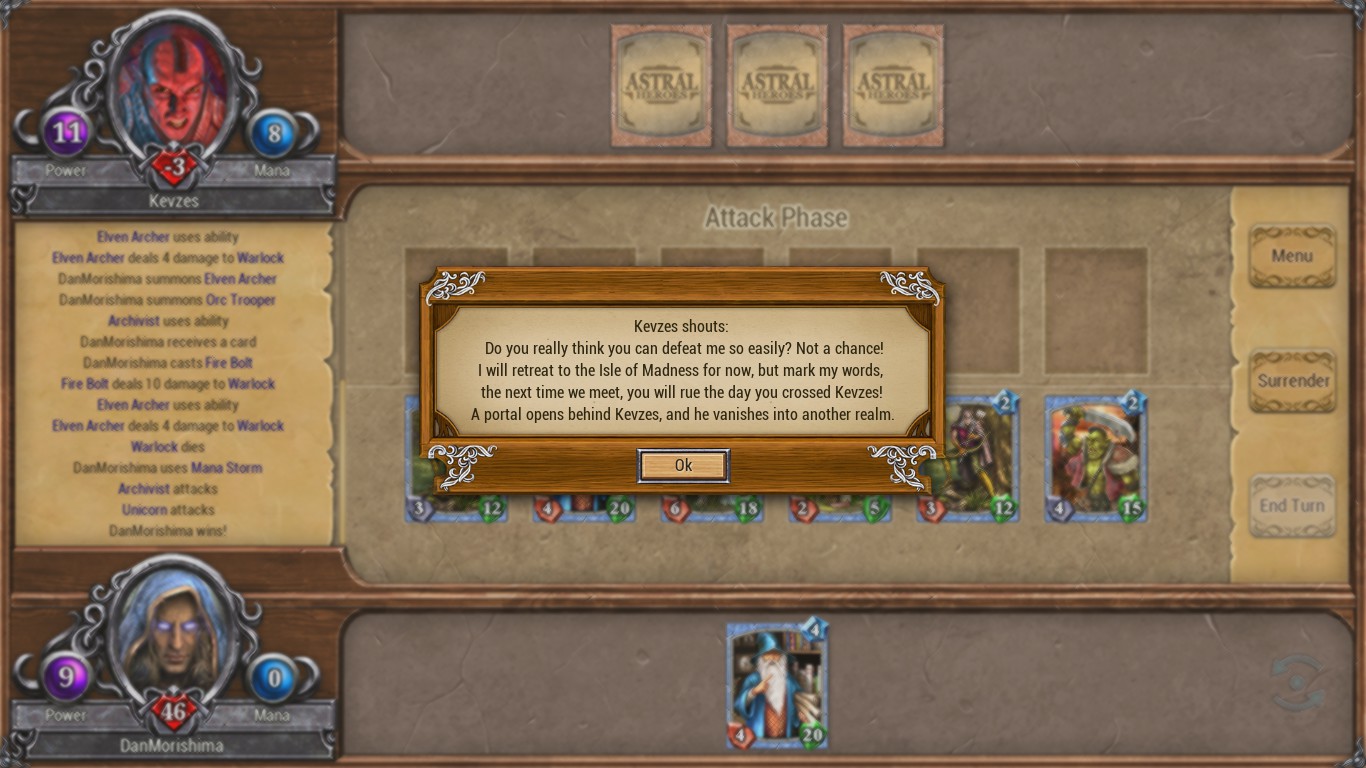 ASTRAL
HEROES
ASTRAL
HEROES
ASTRAL
HEROES
11
8
-3
Power
Mana
Kevzes
Elven Archer uses ability
Elven Archer deals 4 damage to Warlock
DanMorishima summons Elven Archer
DanMorishima summons Orc Trooper
Archivist uses ability
DanMorishima receives a card
DanMorishima casts Fire Bolt
Fire Bolt deals 10 damage to Warlock
Elven Archer uses ability
Elven Archer deals 4 damage to Warlock
Warlock dies
DanMorishima uses Mana Storm
Archivist attacks
Unicorn attacks
DanMorishima wins!
Attack Phase
Kevzes shouts:
Do you really think you can defeat me so easily? Not a chance!
I will retreat to the Isle of Madness for now, but mark my words,
the next time we meet, you will rue the day you crossed Kevzes!
A portal opens behind Kevzes, and he vanishes into another realm.
Ok
2
2
3 12
4 20
6 18
2 5
3 12
4 15
Menu
Surrender
End Turn
9
0
46
Power
Mana
DanMorishima
4
4 20